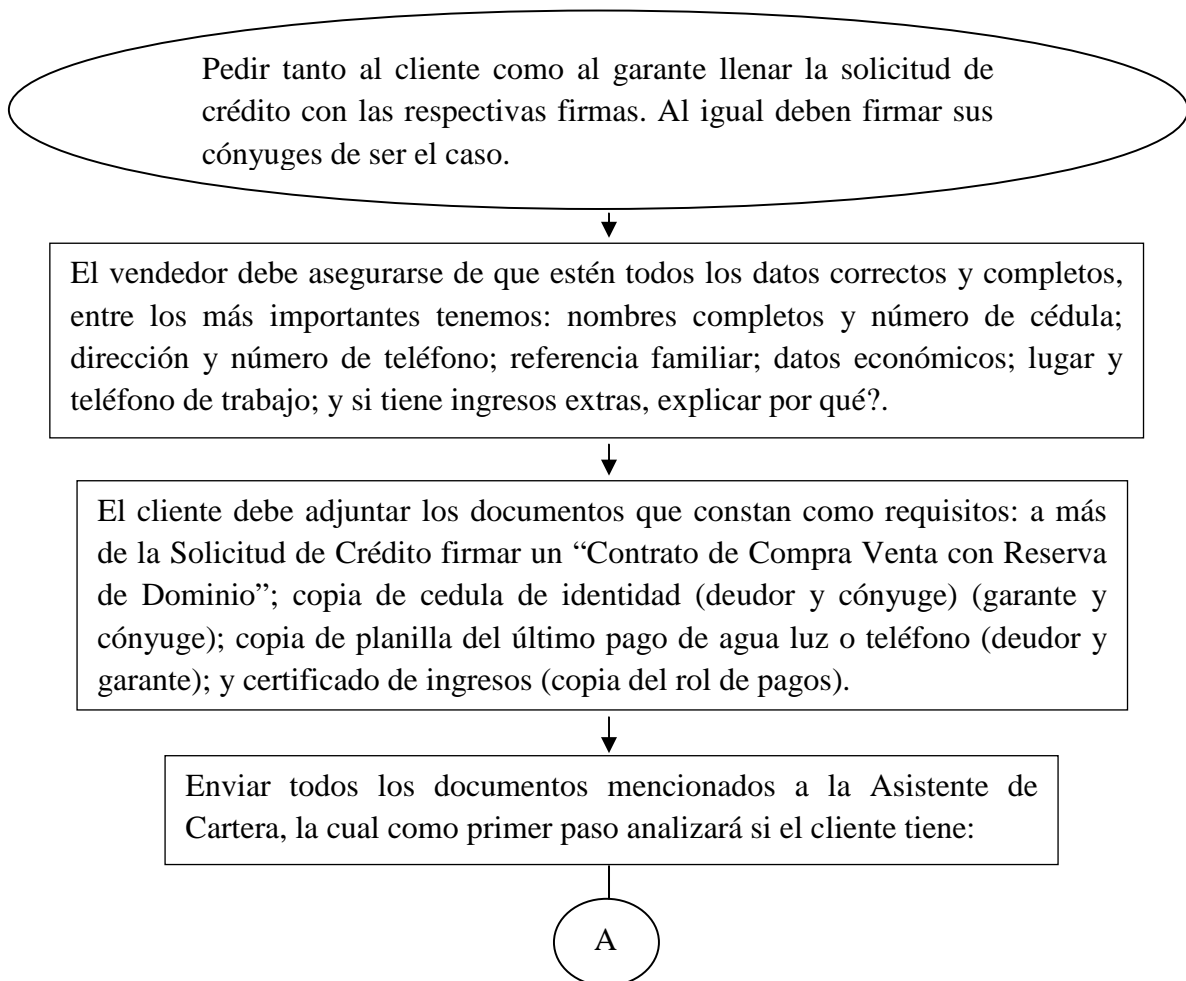 Pedir tanto al cliente como al garante llenar la solicitud de
crédito con las respectivas firmas. Al igual deben firmar sus
cónyuges de ser el caso.
El vendedor debe asegurarse de que estén todos los datos correctos y completos,
entre los más importantes tenemos: nombres completos y número de cédula;
dirección y número de teléfono; referencia familiar; datos económicos; lugar y
teléfono de trabajo; y si tiene ingresos extras, explicar por qué?.
El cliente debe adjuntar los documentos que constan como requisitos: a más
de la Solicitud de Crédito firmar un “Contrato de Compra Venta con Reserva
de Dominio”; copia de cedula de identidad (deudor y cónyuge) (garante y
cónyuge); copia de planilla del último pago de agua luz o teléfono (deudor y
garante); y certificado de ingresos (copia del rol de pagos).
Enviar todos los documentos mencionados a la Asistente de
Cartera, la cual como primer paso analizará si el cliente tiene:
A